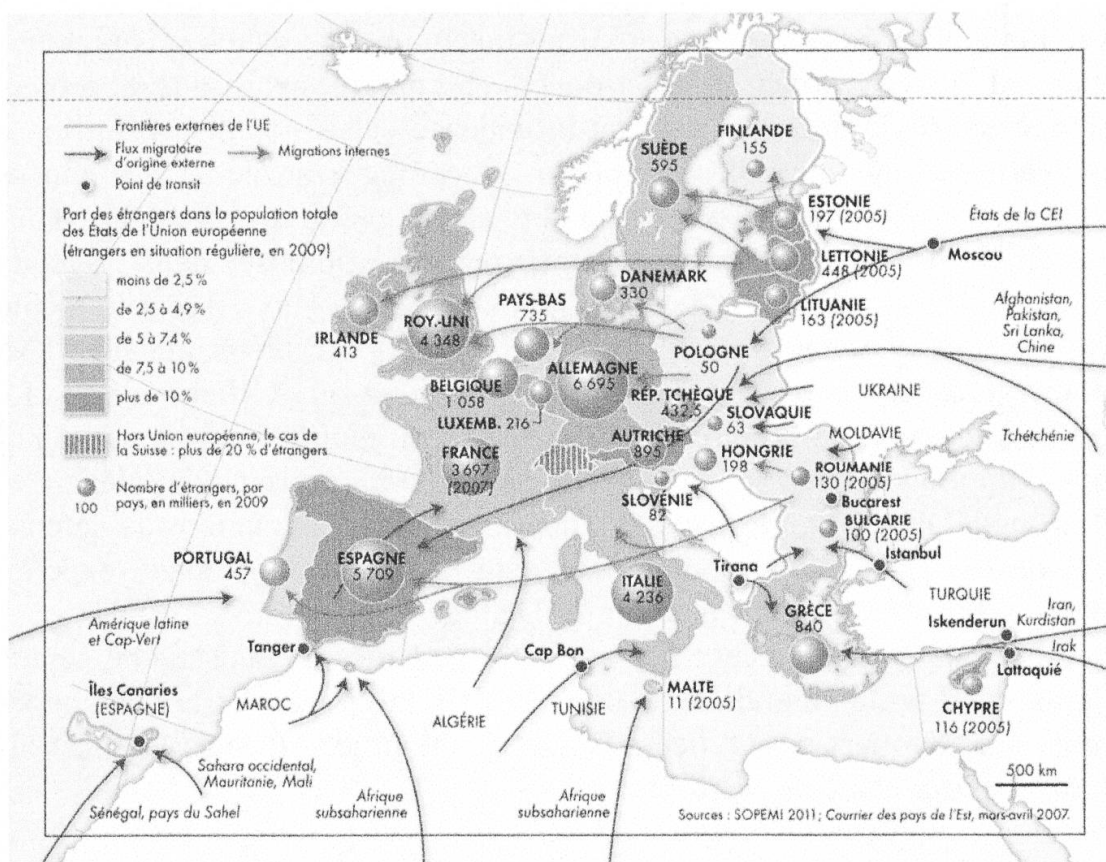 Frontières externes de l'UE
Flux migratoire
d'origine externe
Migrations internes
Point de transit
Part des étrangers dans la population totale
des États de l'Union européenne
(étrangers en situation régulière, en 2009)
moins de 2,5 %
de 2,5 à 4,9 %
de 5 à 7,4 %
de 7,5 à 10 %
plus de 10 %
Hors Union européenne, le cas de
la Suisse : plus de 20 % d'étrangers
Nombre d'étrangers, par
pays, en milliers, en 2009
100
FINLANDE
155
SUÈDE
595
ESTONIE
197 (2005)
LETTONIE
448 (2005)
LITUANIE
163 (2005)
États de la CEI
Moscou
DANEMARK
330
PAYS-BAS
735
IRLANDE
413
ROY.-UNI
4 348
POLOGNE
50
Afghanistan,
Pakistan,
Sri Lanka,
Chine
BELGIQUE
1 058
ALLEMAGNE
6 695
LUXEMB. 216
RÉP. TCHÈQUE
432,5
SLOVAQUIE
63
UKRAINE
Tchétchénie
FRANCE
3 697
(2007)
AUTRICHE
895
HONGRIE
198
MOLDAVIE
ROUMANIE
130 (2005)
Bucarest
SLOVÉNIE
82
BULGARIE
100 (2005)
Istanbul
PORTUGAL
457
ESPAGNE
5 709
ITALIE
4 236
Tirana
GRÈCE
840
TURQUIE
Iskenderun
Iran,
Kurdistan
Irak
Lattaquié
Amérique latine
et Cap-Vert
Tanger
Cap Bon
MALTE
11 (2005)
CHYPRE
116 (2005)
Îles Canaries
(ESPAGNE)
MAROC
ALGÉRIE
TUNISIE
Sahara occidental,
Mauritanie, Mali
Sénégal, pays du Sahel
Afrique
subsaharienne
Afrique
subsaharienne
500 km
Sources : SOPEMI 2011 ; Courrier des pays de l'Est, mars-avril 2007.